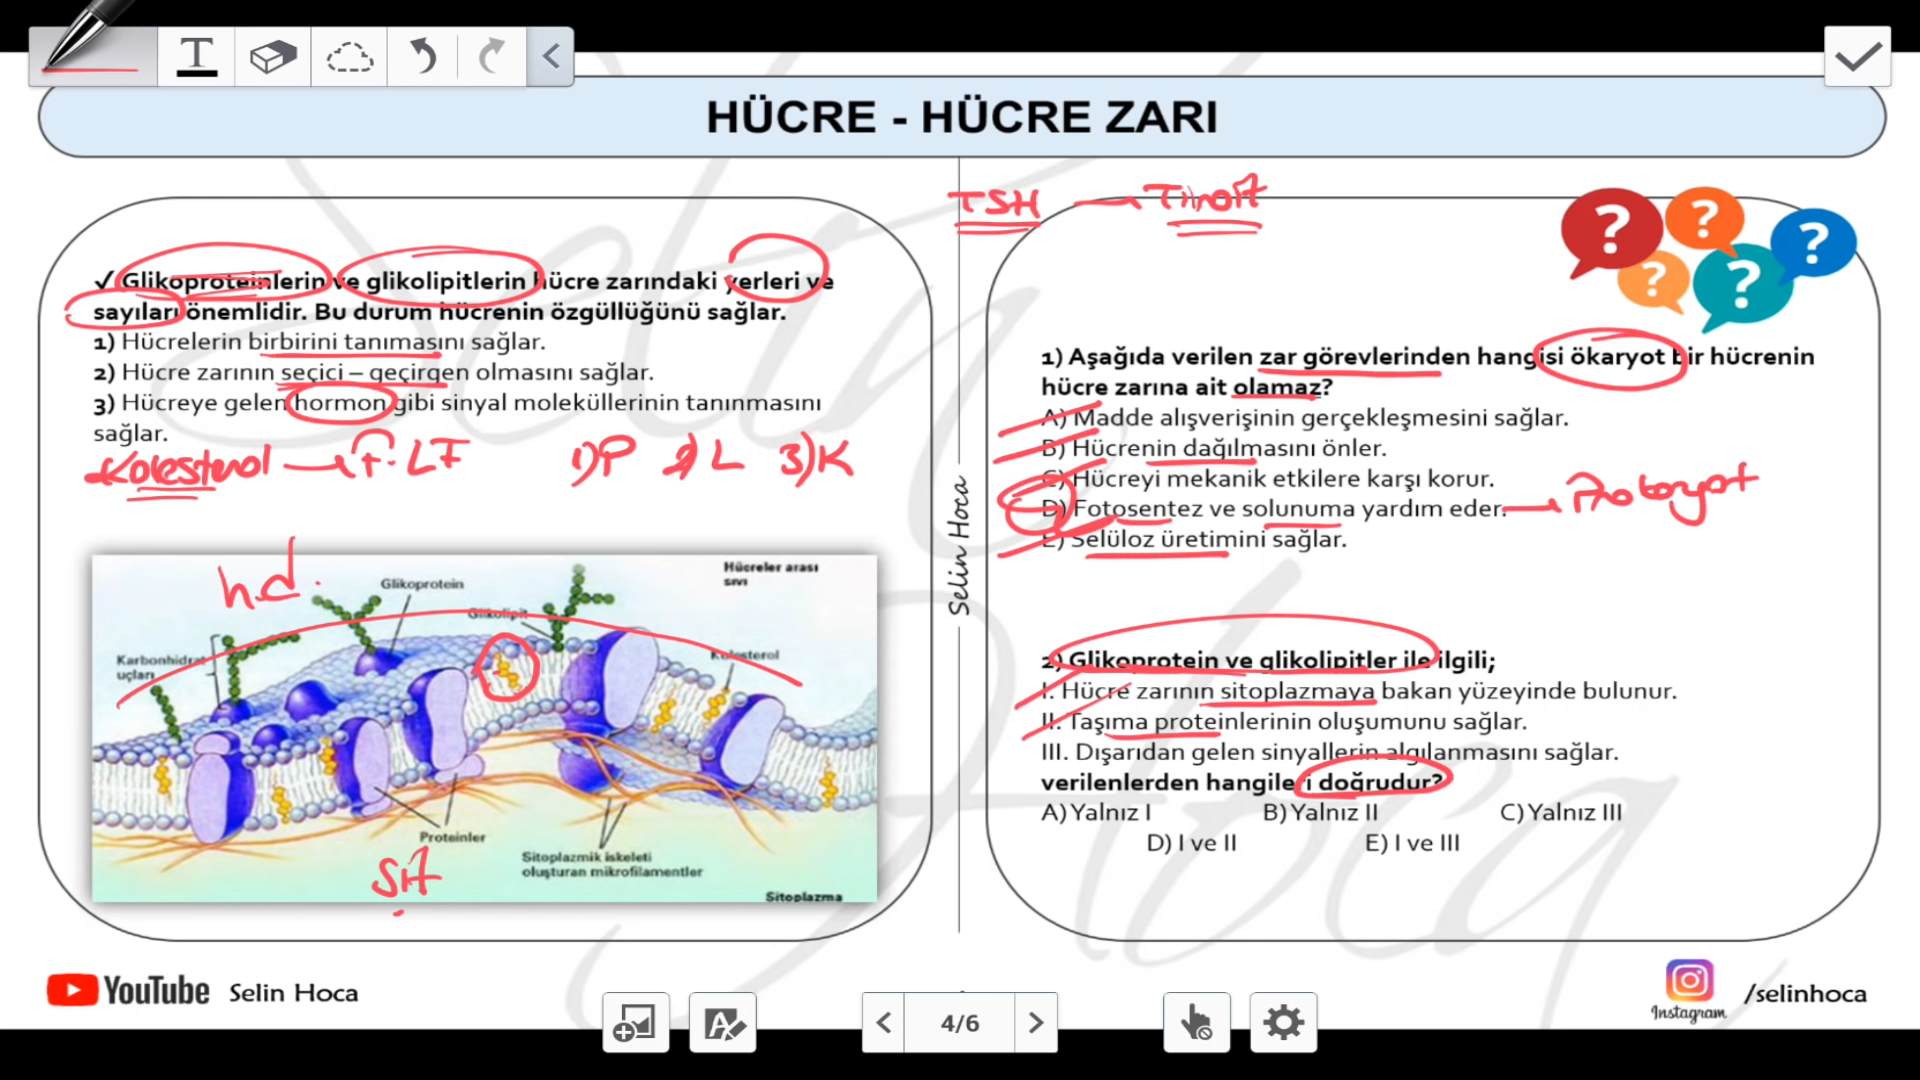 HÜCRE - HÜCRE ZARI
✓ Glikoproteinlerin ve glikolipitlerin hücre zarındaki yerleri ve
sayıları önemlidir. Bu durum hücrenin özgüllüğünü sağlar.
1) Hücrelerin birbirini tanımasını sağlar.
2) Hücre zarının seçici – geçirgen olmasını sağlar.
3) Hücreye gelen hormon gibi sinyal moleküllerinin tanınmasını
sağlar.
Kolesterol
1)P 2)L 3)K
h.d.
Hücreler arası
sıvı
Glikoprotein
Glikolipit
Karbonhidrat
uçları
Kolesterol
Proteinler
sit
Sitoplazmik iskeleti
oluşturan mikrofilamentler
Sitoplazma
Selin Hoca
TSH → Tiroit
1) Aşağıda verilen zar görevlerinden hangisi ökaryot bir hücrenin
hücre zarına ait olamaz?
A) Madde alışverişinin gerçekleşmesini sağlar.
B) Hücrenin dağılmasını önler.
C) Hücreyi mekanik etkilere karşı korur.
D) Fotosentez ve solunuma yardım eder. → Prokaryot
E) Selüloz üretimini sağlar.
2) Glikoprotein ve glikolipitler ile ilgili;
I. Hücre zarının sitoplazmaya bakan yüzeyinde bulunur.
II. Taşıma proteinlerinin oluşumunu sağlar.
III. Dışarıdan gelen sinyallerin algılanmasını sağlar.
verilenlerden hangileri doğrudur?
A) Yalnız I B) Yalnız II C) Yalnız III
D) I ve II E) I ve III
YouTube Selin Hoca
4/6
Instagram /selinhoca